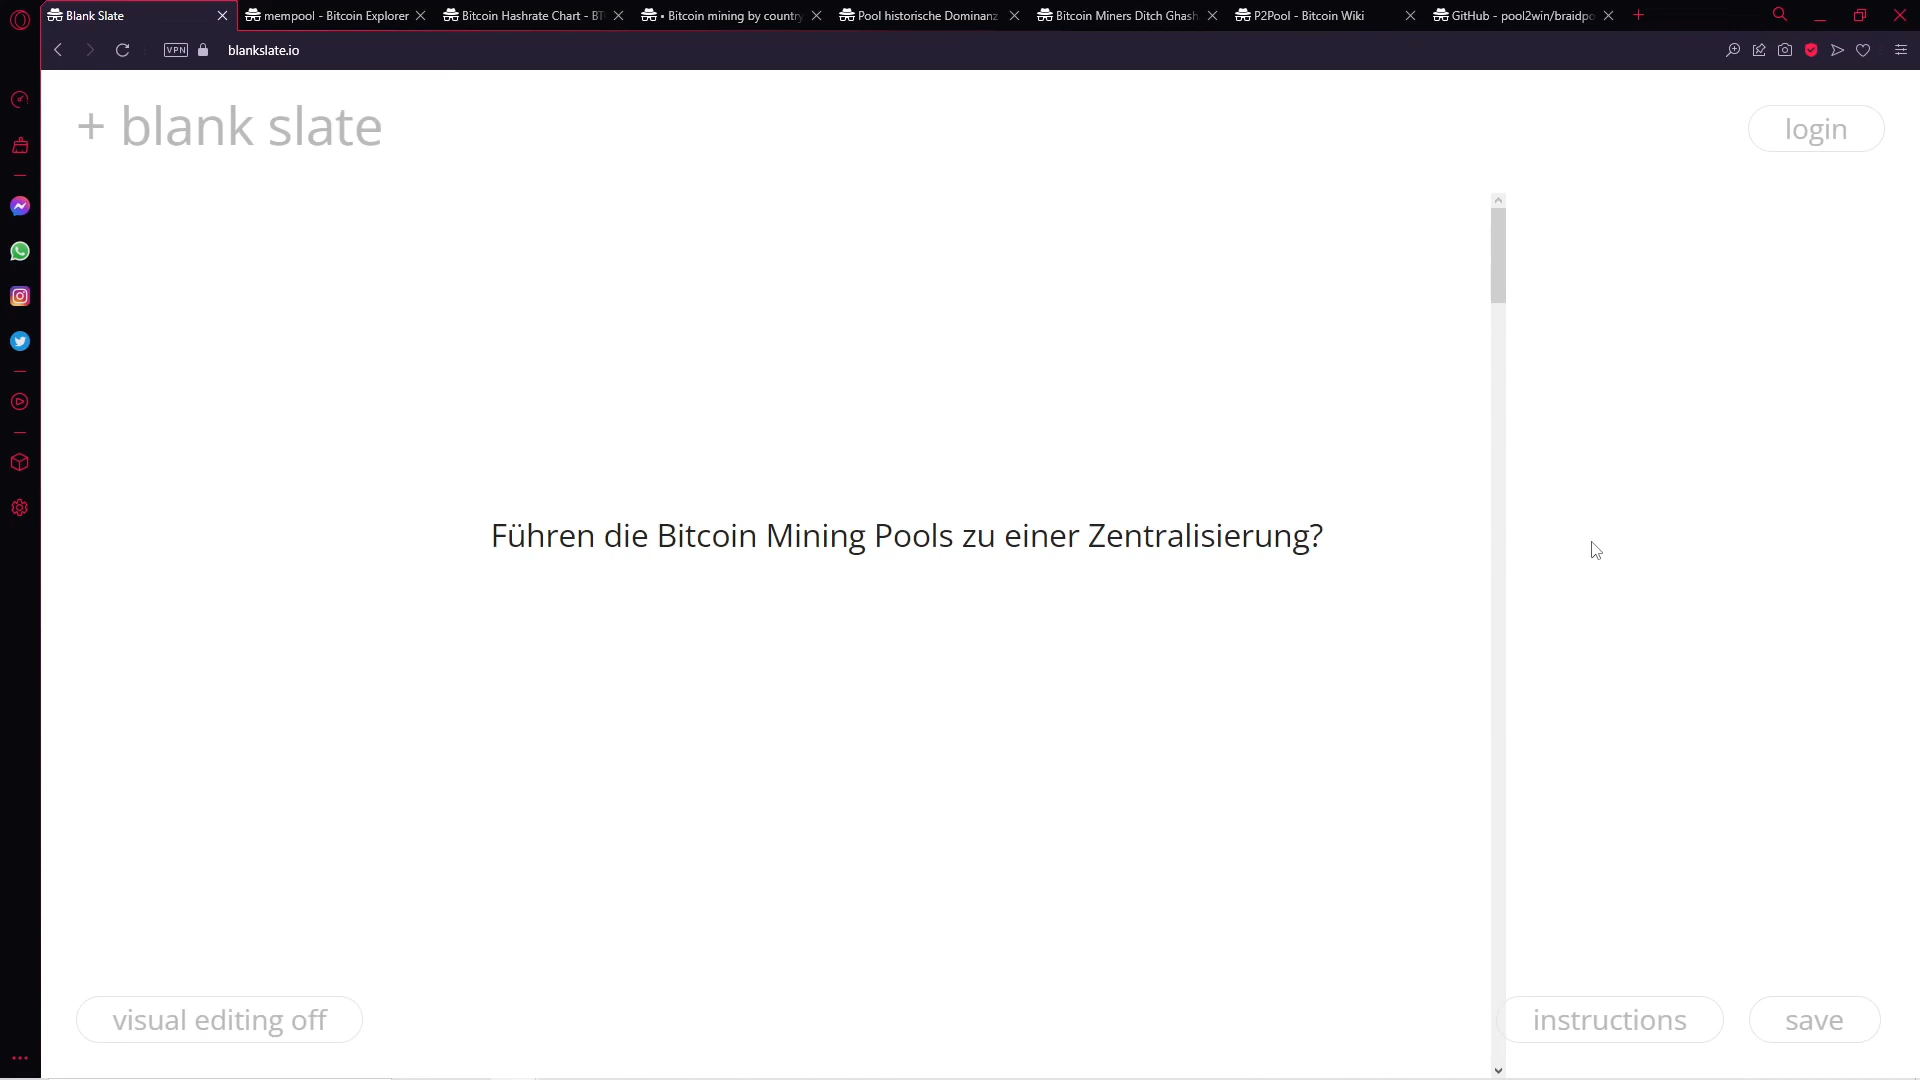 Blank Slate
mempool - Bitcoin Explorer
Bitcoin Hashrate Chart - BT
• Bitcoin mining by country
Pool historische Dominanz
Bitcoin Miners Ditch Ghash
P2Pool - Bitcoin Wiki
GitHub - pool2win/braidpo
VPN
blankslate.io
+ blank slate
login
Führen die Bitcoin Mining Pools zu einer Zentralisierung?
visual editing off
instructions
save